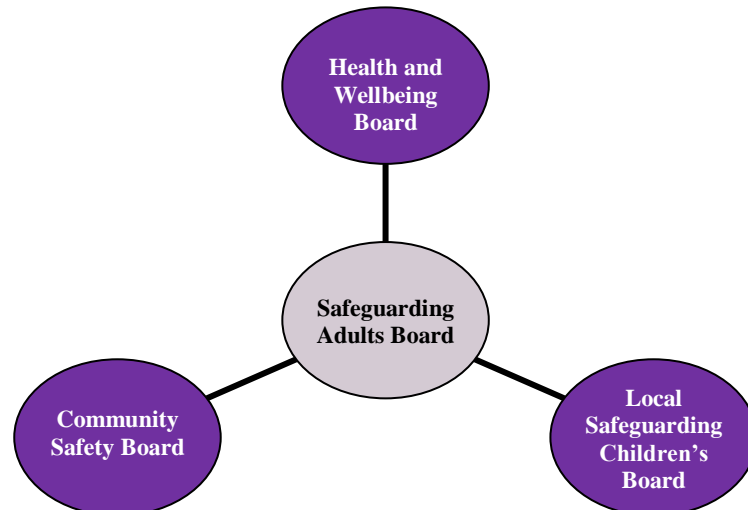 Health and
Wellbeing
Board
Safeguarding
Adults Board
Community
Safety Board
Local
Safeguarding
Children’s
Board